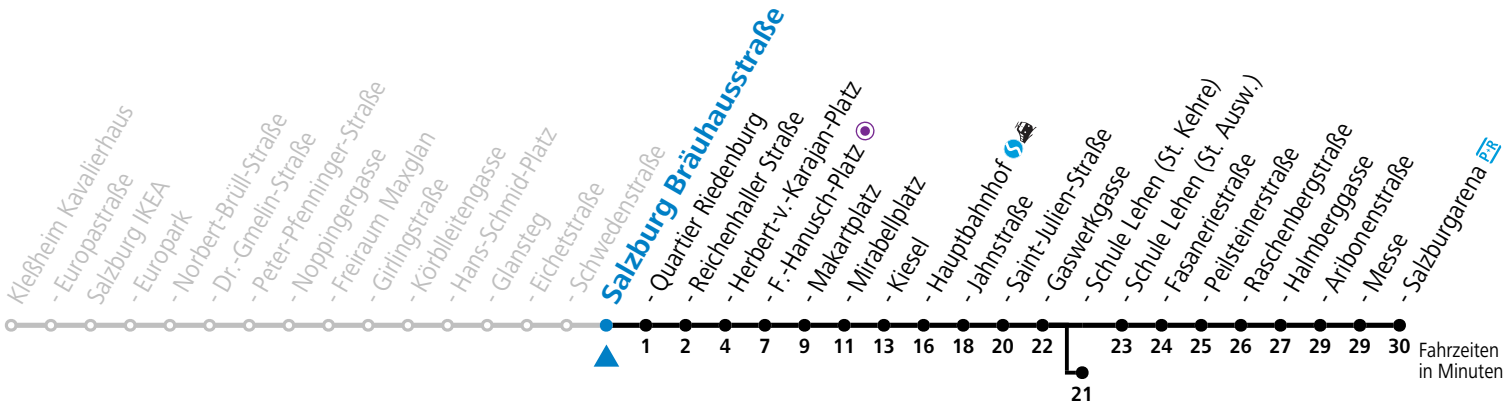 Kleßheim Kavalierhaus
- Europastraße
Salzburg IKEA
- Europark
- Norbert-Brüll-Straße
- Dr.-Gmelin-Straße
- Peter-Pfenninger-Straße
- Noppingergasse
- Freiraum Maxglan
- Girlingstraße
- Körblleitengasse
- Hans-Schmid-Platz
- Glansteg
Eichetstraße
- Schwedenstraße
Salzburg Bräuhausstraße
- Quartier Riedenburg
- Reichenhaller Straße
- Herbert-v.-Karajan-Platz
- F.-Hanusch-Platz
- Makartplatz
- Mirabellplatz
- Kiesel
- Hauptbahnhof
- Jahnstraße
- Saint-Julien-Straße
- Gaswerkgasse
- Schule Lehen (St. Kehre)
- Schule Lehen (St. Ausw.)
- Fasaneriestraße
- Peilsteinerstraße
- Raschenbergstraße
- Halmberggasse
- Aribonenstraße
- Messe
- Salzburgarena P+R
1 2 4 7 9 11 13 16 18 20 22 23 24 25 26 27 29 29 30 Fahrzeiten
in Minuten
21